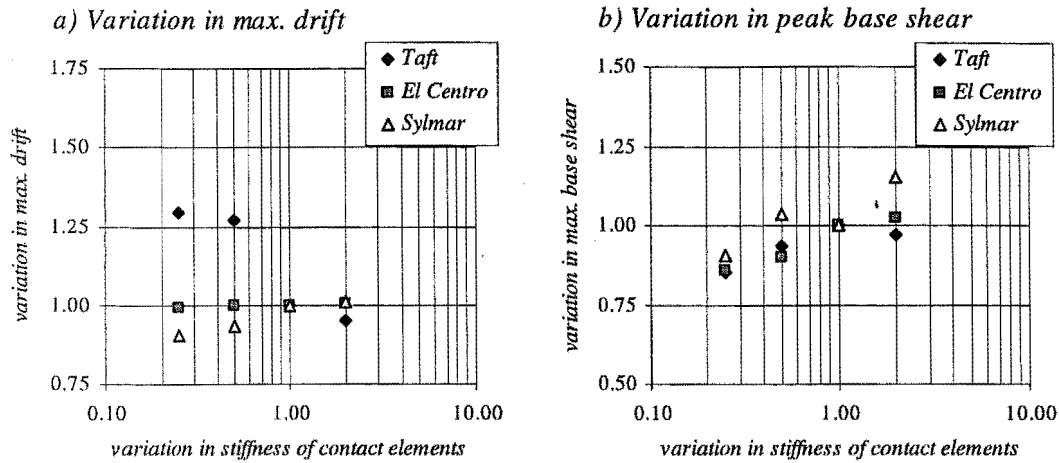 a) Variation in max. drift
Taft
El Centro
Sylmar
1.75
1.50
1.25
1.00
0.75
variation in max. drift
0.10
1.00
10.00
variation in stiffness of contact elements
b) Variation in peak base shear
Taft
El Centro
Sylmar
1.50
1.25
1.00
0.75
0.50
variation in max. base shear
0.10
1.00
10.00
variation in stiffness of contact elements